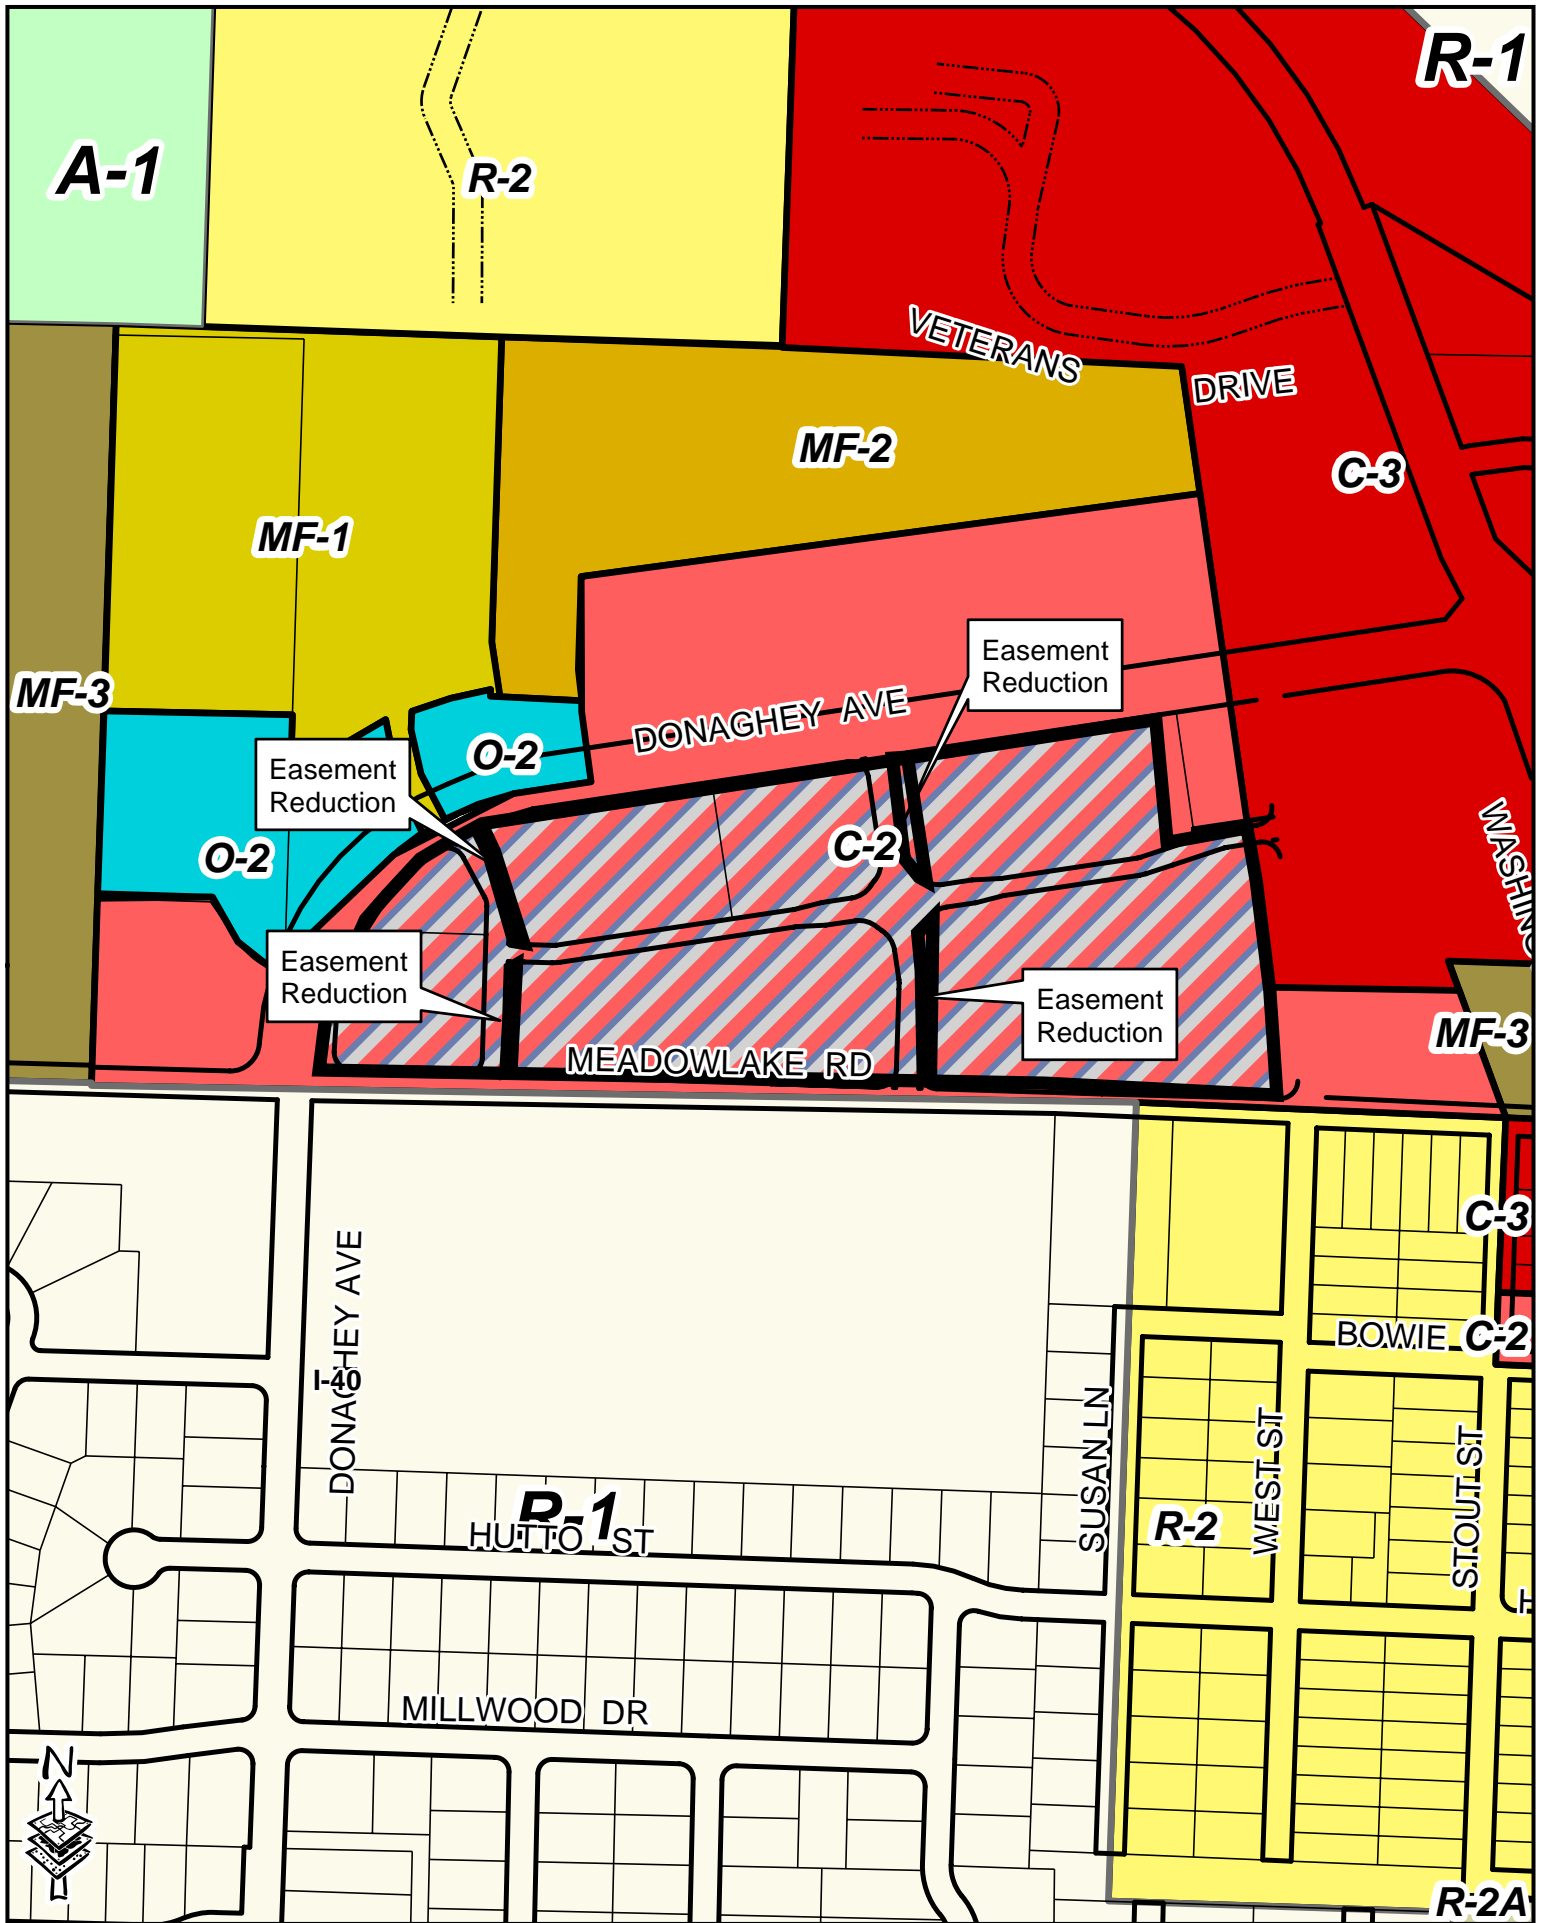 R-1
A-1
R-2
VETERANS
DRIVE
MF-2
C-3
MF-1
Easement
Reduction
MF-3
DONAGHEY AVE
O-2
Easement
Reduction
C-2
O-2
Easement
Reduction
Easement
Reduction
MF-3
MEADOWLAKE RD
C-3
DONAGHEY AVE
BOWIE
C-2
I-40
SUSAN LN
WEST ST
STOUT ST
R-1
HUTTO ST
R-2
H
MILLWOOD DR
N
R-2A